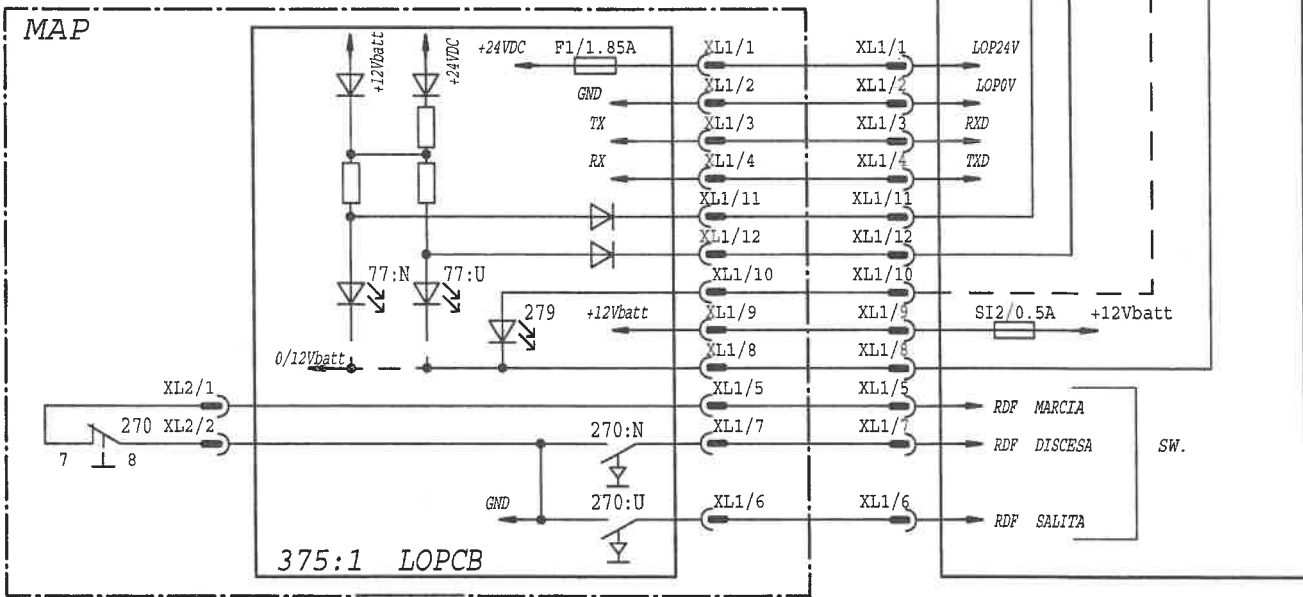 MAP
+12Vbatt
+24VDC
+24VDC F1/1.85A XL1/1 XL1/1 LOP24V
GND XL1/2 XL1/2 LOP0V
TX XL1/3 XL1/3 RXD
RX XL1/4 XL1/4 TXD
XL1/11 XL1/11
XL1/12 XL1/12
77:N 77:U XL1/10 XL1/10
279 +12Vbatt XL1/9 XL1/9 SI2/0.5A +12Vbatt
0/12Vbatt XL1/8 XL1/8
XL2/1 XL1/5 XL1/5 RDF MARCIA
270 XL2/2 270:N XL1/7 XL1/7 RDF DISCESA SW.
7 8
GND 270:U XL1/6 XL1/6 RDF SALITA
375:1 LOPCB